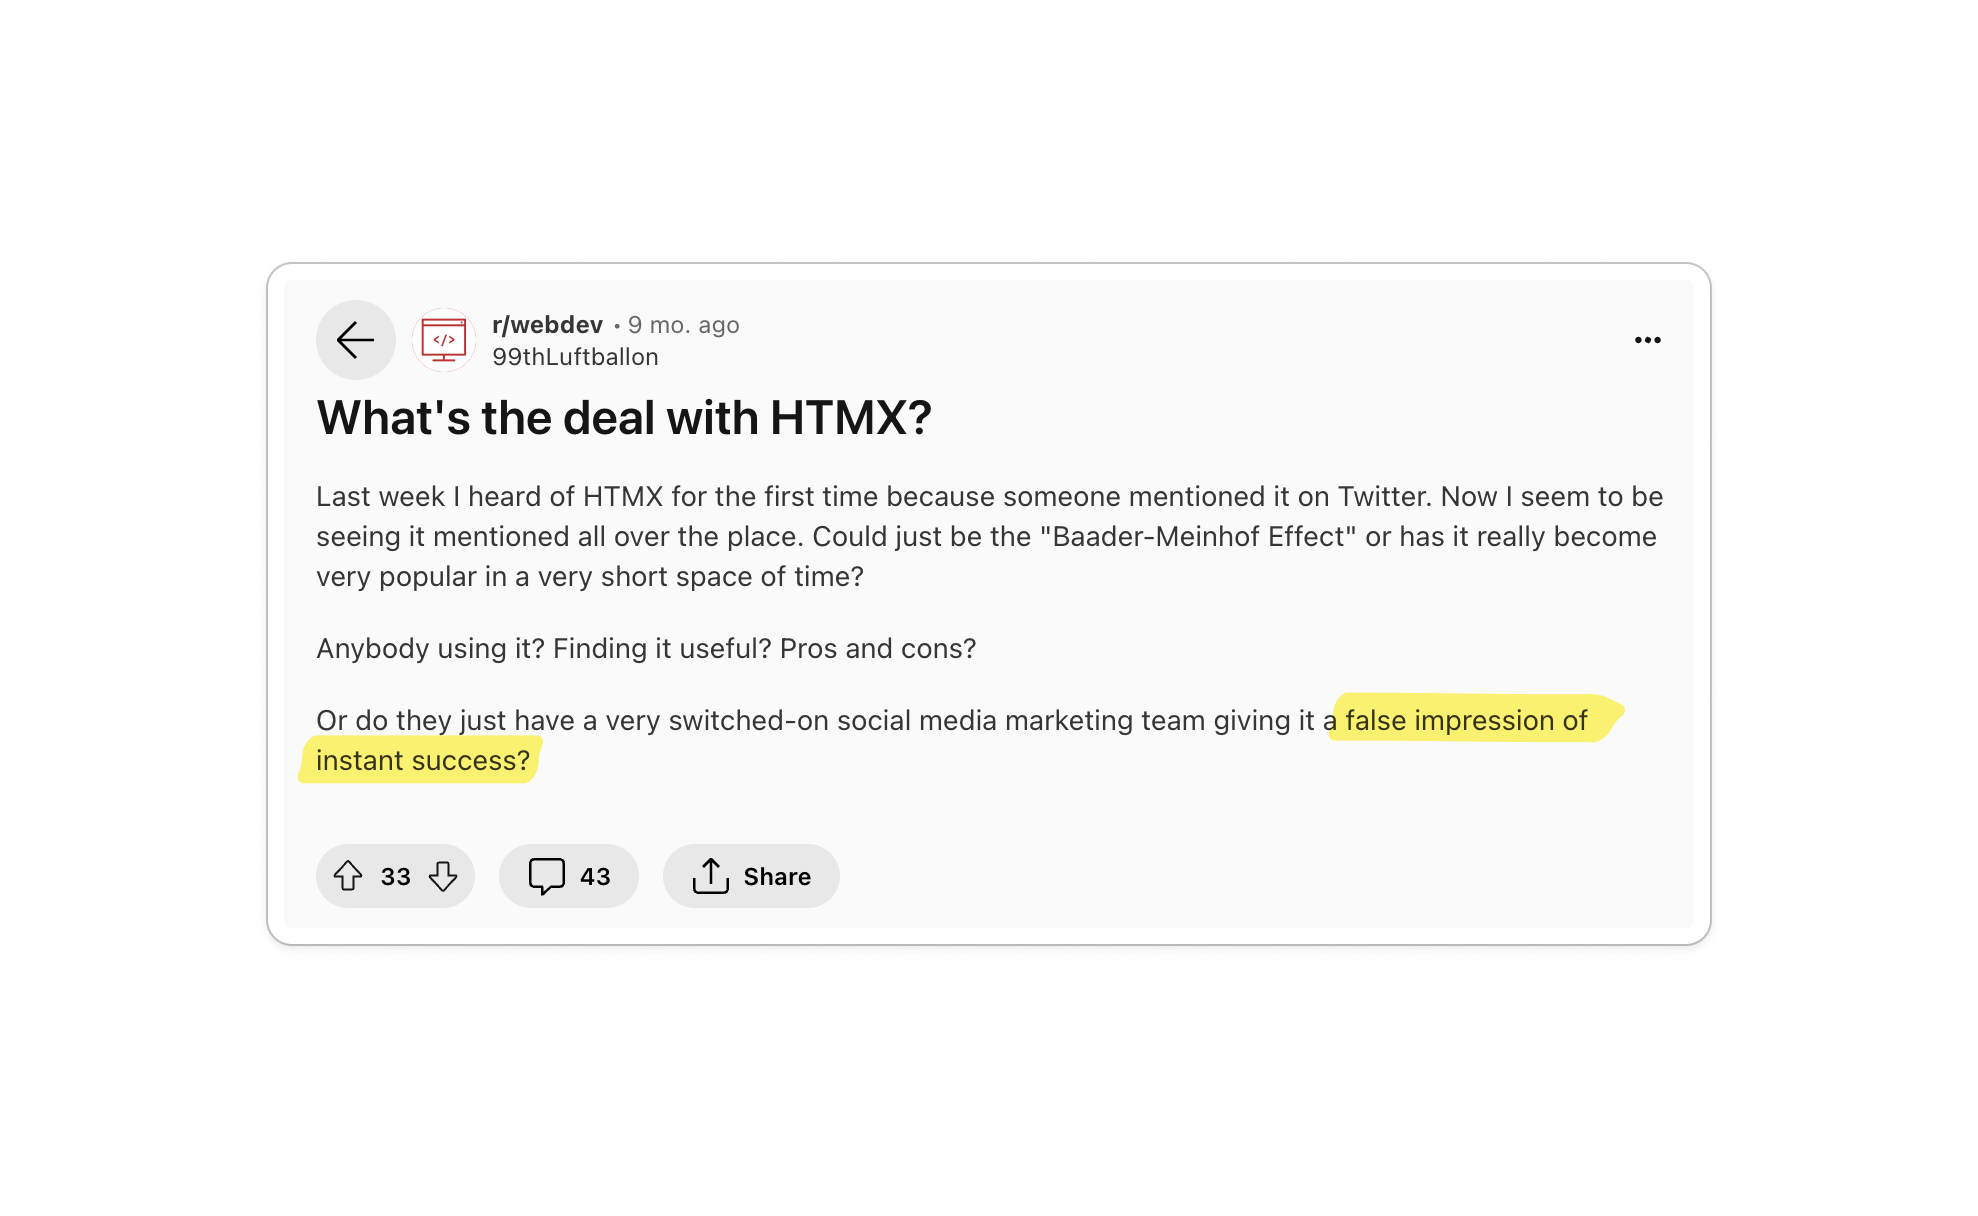 r/webdev • 9 mo. ago
99thLuftballon
What's the deal with HTMX?
Last week I heard of HTMX for the first time because someone mentioned it on Twitter. Now I seem to be
seeing it mentioned all over the place. Could just be the "Baader-Meinhof Effect" or has it really become
very popular in a very short space of time?
Anybody using it? Finding it useful? Pros and cons?
Or do they just have a very switched-on social media marketing team giving it a false impression of
instant success?
33
43
Share